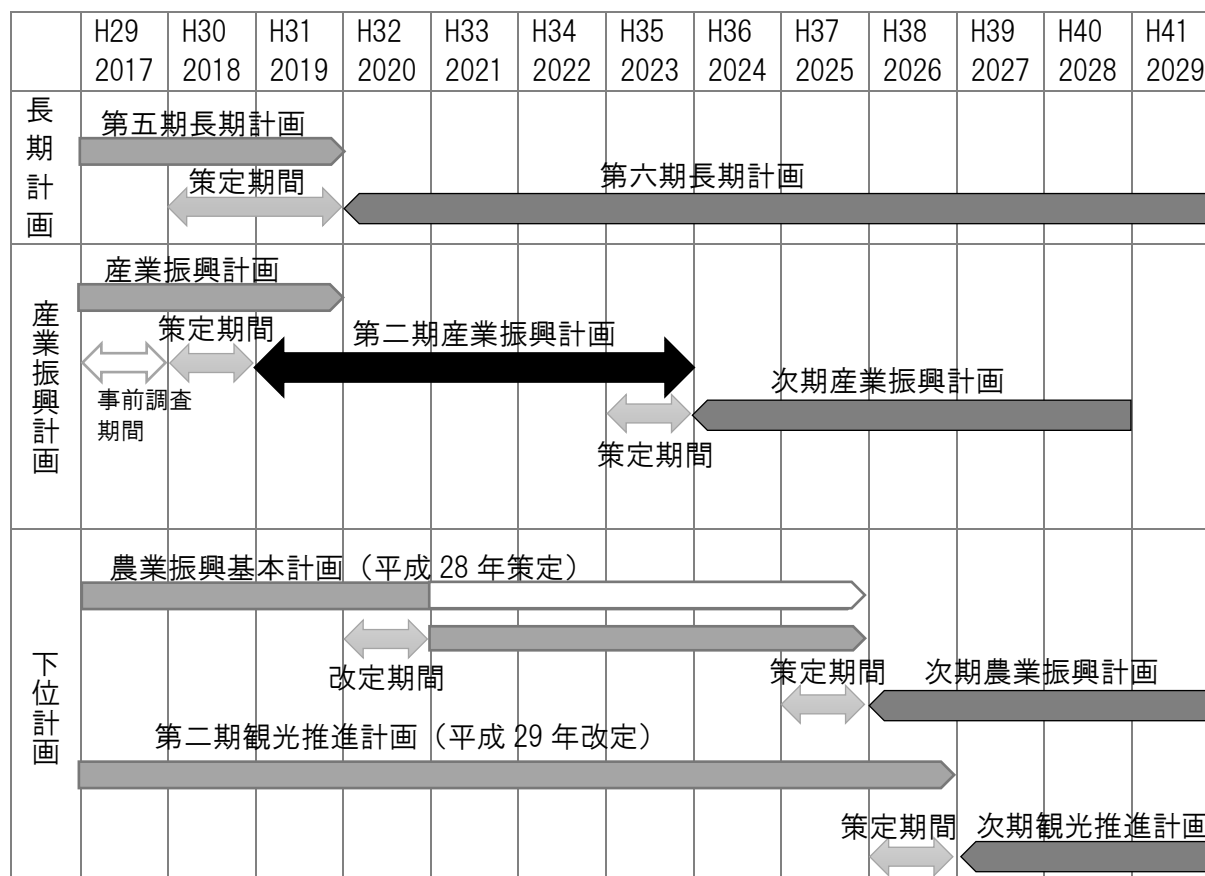 H29 H30 H31 H32 H33 H34 H35 H36 H37 H38 H39 H40 H41
2017 2018 2019 2020 2021 2022 2023 2024 2025 2026 2027 2028 2029
長期計画
第五期長期計画
策定期間
第六期長期計画
産業振興計画
産業振興計画
策定期間
第二期産業振興計画
事前調査
期間
次期産業振興計画
策定期間
下位計画
農業振興基本計画（平成 28 年策定）
改定期間
策定期間
次期農業振興計画
第二期観光推進計画（平成 29 年改定）
策定期間
次期観光推進計画